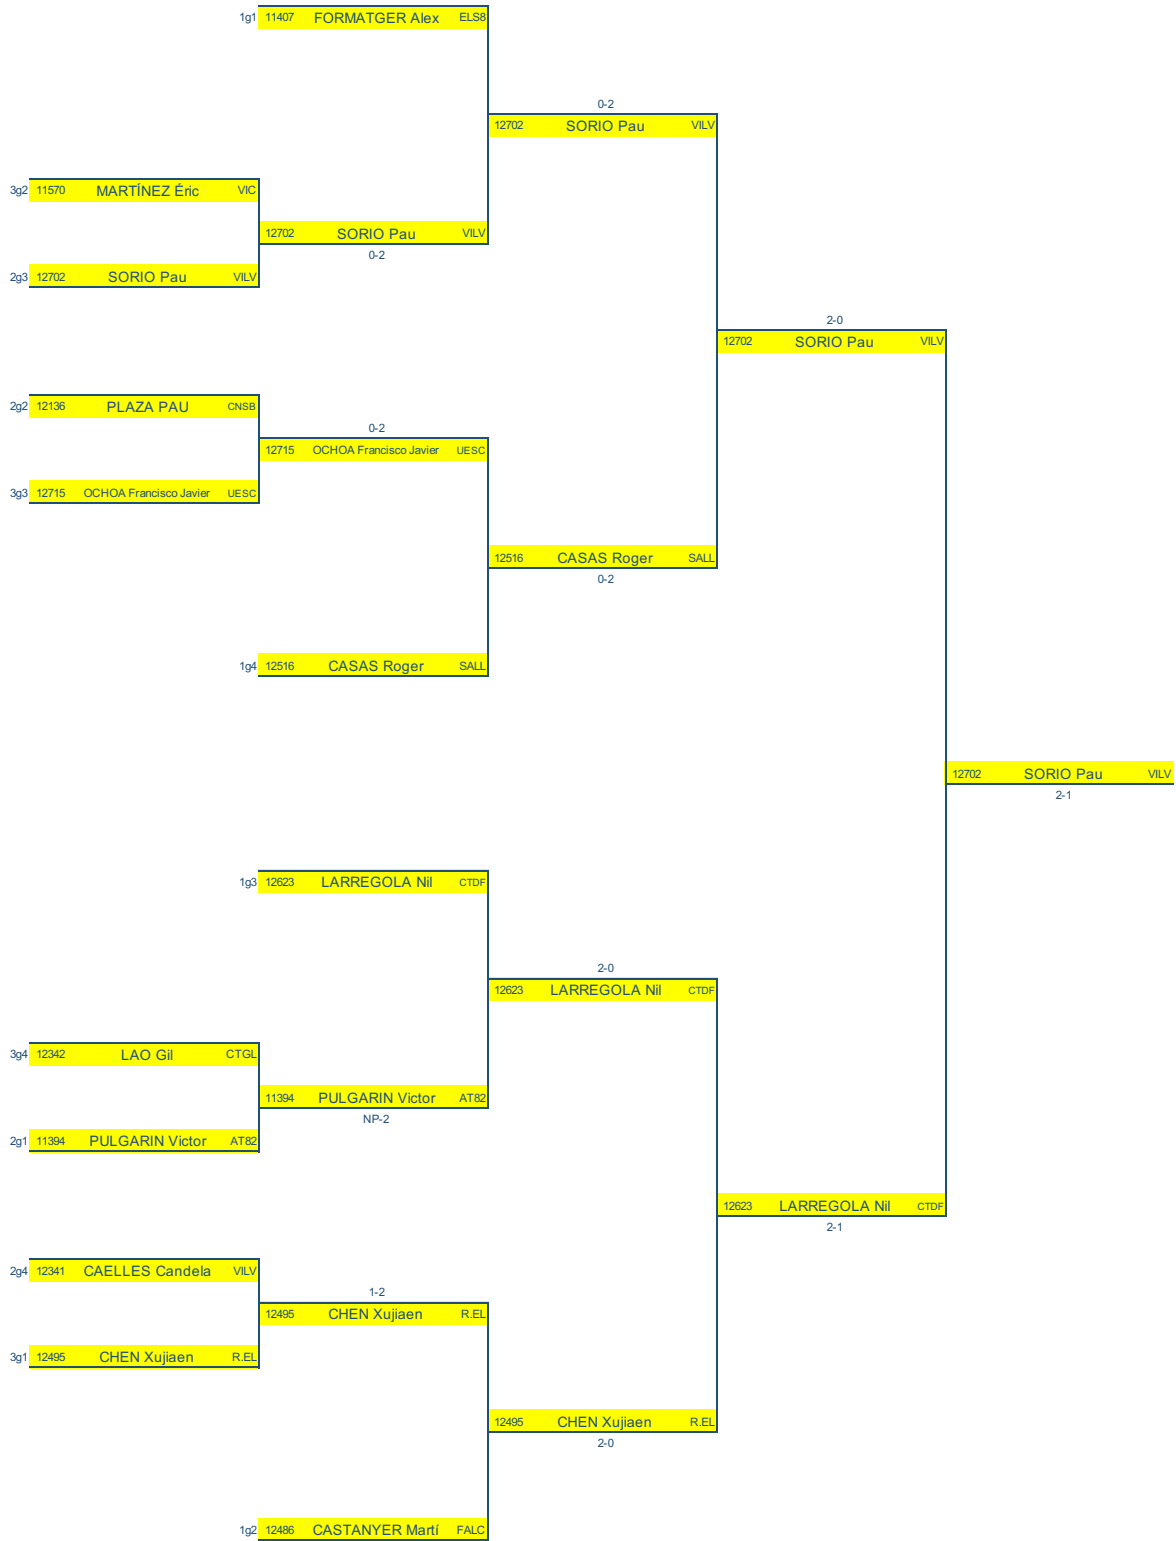 1g1 11407 FORMATGER Alex ELS8
0-2
12702 SORIO Pau VILV
3g2 11570 MARTÍNEZ Éric VIC
12702 SORIO Pau VILV
0-2
2g3 12702 SORIO Pau VILV
2-0
12702 SORIO Pau VILV
2g2 12136 PLAZA PAU CNSB
0-2
12715 OCHOA Francisco Javier UESC
3g3 12715 OCHOA Francisco Javier UESC
12516 CASAS Roger SALL
0-2
1g4 12516 CASAS Roger SALL
12702 SORIO Pau VILV
2-1
1g3 12623 LARREGOLA Nil CTDF
2-0
12623 LARREGOLA Nil CTDF
3g4 12342 LAO Gil CTGL
11394 PULGARIN Victor AT82
NP-2
2g1 11394 PULGARIN Victor AT82
12623 LARREGOLA Nil CTDF
2-1
2g4 12341 CAELLES Candela VILV
1-2
12495 CHEN Xujiaen R.EL
3g1 12495 CHEN Xujiaen R.EL
12495 CHEN Xujiaen R.EL
2-0
1g2 12486 CASTANYER Martí FALC